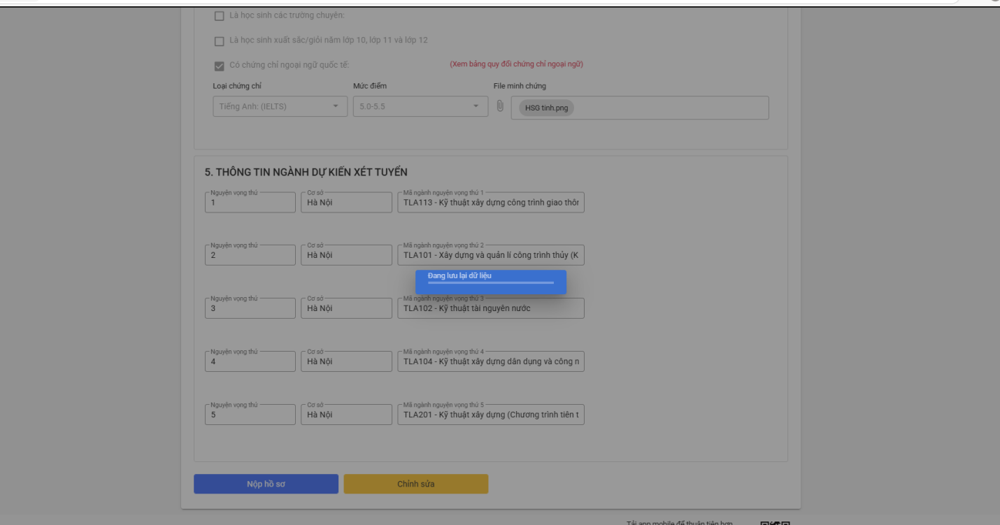 Là học sinh các trường chuyên:
Là học sinh xuất sắc/giỏi năm lớp 10, lớp 11 và lớp 12
Có chứng chỉ ngoại ngữ quốc tế: (Xem bảng quy đổi chứng chỉ ngoại ngữ)
Loại chứng chỉ Mức điểm File minh chứng
Tiếng Anh: (IELTS) 5.0-5.5 HSG tinh.png
5. THÔNG TIN NGÀNH DỰ KIẾN XÉT TUYỂN
Nguyện vọng thứ Cơ sở Mã ngành nguyện vọng thứ 1
1 Hà Nội TLA113 - Kỹ thuật xây dựng công trình giao thôn
Nguyện vọng thứ Cơ sở Mã ngành nguyện vọng thứ 2
2 Hà Nội TLA101 - Xây dựng và quản lí công trình thủy (K
Đang lưu lại dữ liệu
Nguyện vọng thứ Cơ sở Mã ngành nguyện vọng thứ 3
3 Hà Nội TLA102 - Kỹ thuật tài nguyên nước
Nguyện vọng thứ Cơ sở Mã ngành nguyện vọng thứ 4
4 Hà Nội TLA104 - Kỹ thuật xây dựng dân dụng và công n
Nguyện vọng thứ Cơ sở Mã ngành nguyện vọng thứ 5
5 Hà Nội TLA201 - Kỹ thuật xây dựng (Chương trình tiên t
Nộp hồ sơ Chỉnh sửa
Tải app mobile để thuận tiện hơn